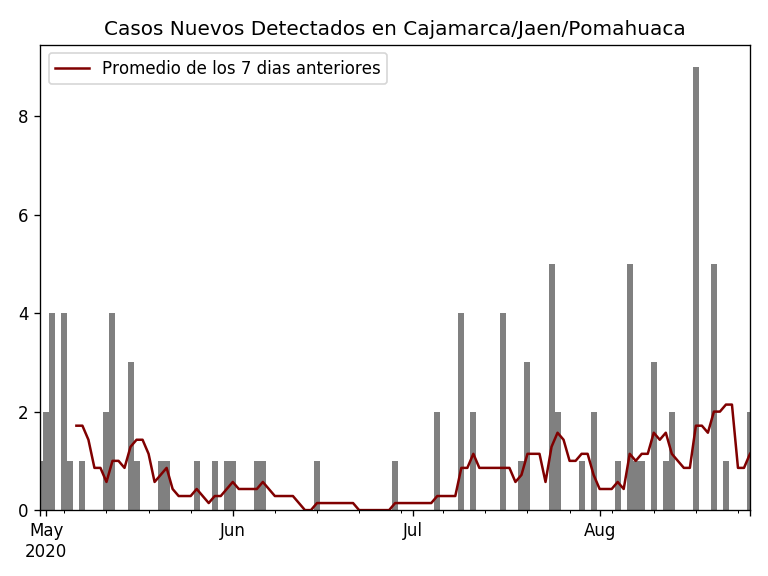 Casos Nuevos Detectados en Cajamarca/Jaen/Pomahuaca
Promedio de los 7 dias anteriores
8
6
4
2
0
May Jun Jul Aug
2020